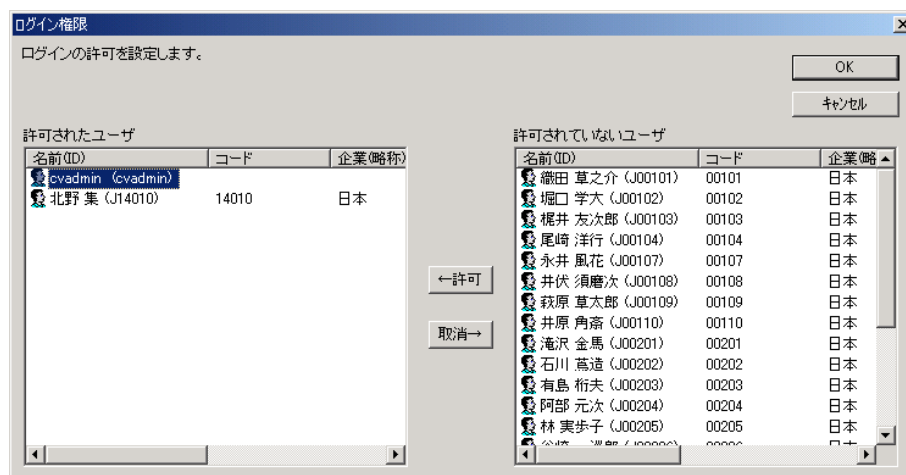 ログイン権限
ログインの許可を設定します。
OK
キャンセル
許可されたユーザ
名前(ID) コード 企業(略称)
cvadmin (cvadmin)
北野 集 (J14010) 14010 日本
←許可
取消→
許可されていないユーザ
名前(ID) コード 企業(略
織田 草之介 (J00101) 00101 日本
堀口 学大 (J00102) 00102 日本
梶井 友次郎 (J00103) 00103 日本
尾崎 洋行 (J00104) 00104 日本
永井 風花 (J00107) 00107 日本
井伏 須磨次 (J00108) 00108 日本
萩原 草太郎 (J00109) 00109 日本
井原 角斎 (J00110) 00110 日本
滝沢 金馬 (J00201) 00201 日本
石川 蔦造 (J00202) 00202 日本
有島 桁夫 (J00203) 00203 日本
阿部 元次 (J00204) 00204 日本
林 実歩子 (J00205) 00205 日本